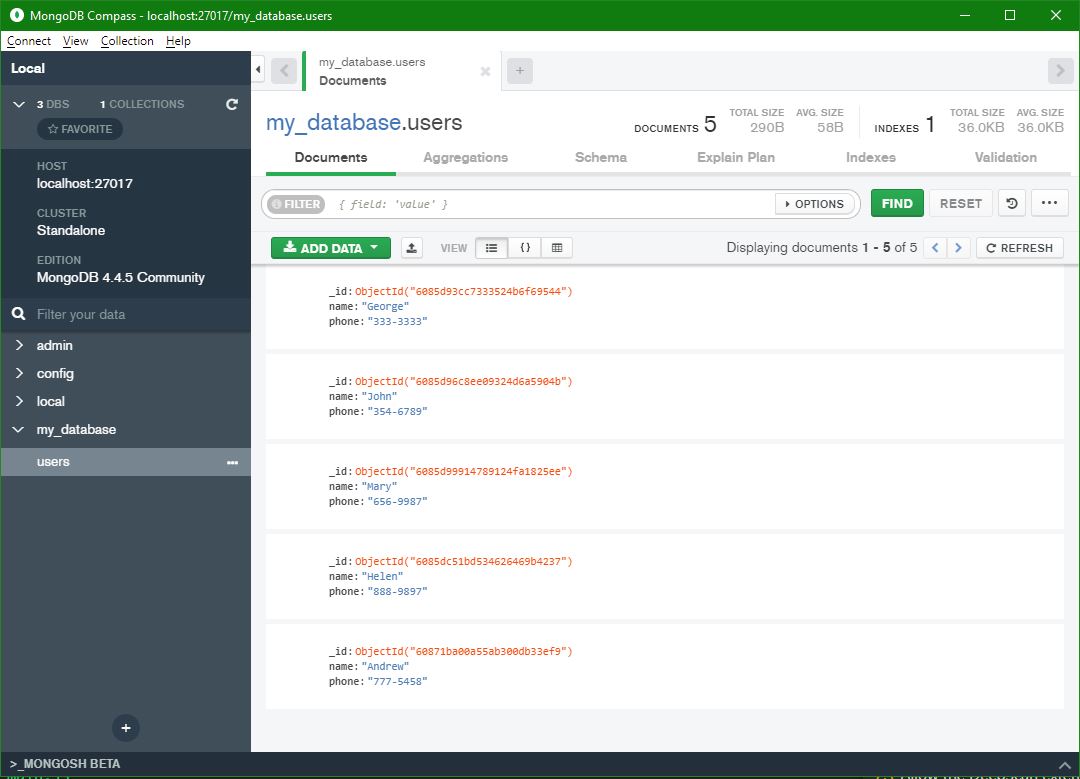 MongoDB Compass - localhost:27017/my_database.users
Connect View Collection Help
Local
3 DBS 1 COLLECTIONS
FAVORITE
HOST
localhost:27017
CLUSTER
Standalone
EDITION
MongoDB 4.4.5 Community
Filter your data
admin
config
local
my_database
users
my_database.users
Documents
my_database.users
DOCUMENTS 5 TOTAL SIZE 290B AVG. SIZE 58B INDEXES 1 TOTAL SIZE 36.0KB AVG. SIZE 36.0KB
Documents Aggregations Schema Explain Plan Indexes Validation
FILTER { field: 'value' } OPTIONS FIND RESET
ADD DATA VIEW {} Displaying documents 1 - 5 of 5 < > REFRESH
_id:ObjectId("6085d93cc7333524b6f69544")
name:"George"
phone:"333-3333"
_id:ObjectId("6085d96c8ee09324d6a5904b")
name:"John"
phone:"354-6789"
_id:ObjectId("6085d99914789124fa1825ee")
name:"Mary"
phone:"656-9987"
_id:ObjectId("6085dc51bd534626469b4237")
name:"Helen"
phone:"888-9897"
_id:ObjectId("60871ba00a55ab300db33ef9")
name:"Andrew"
phone:"777-5458"
>_MONGOSH BETA